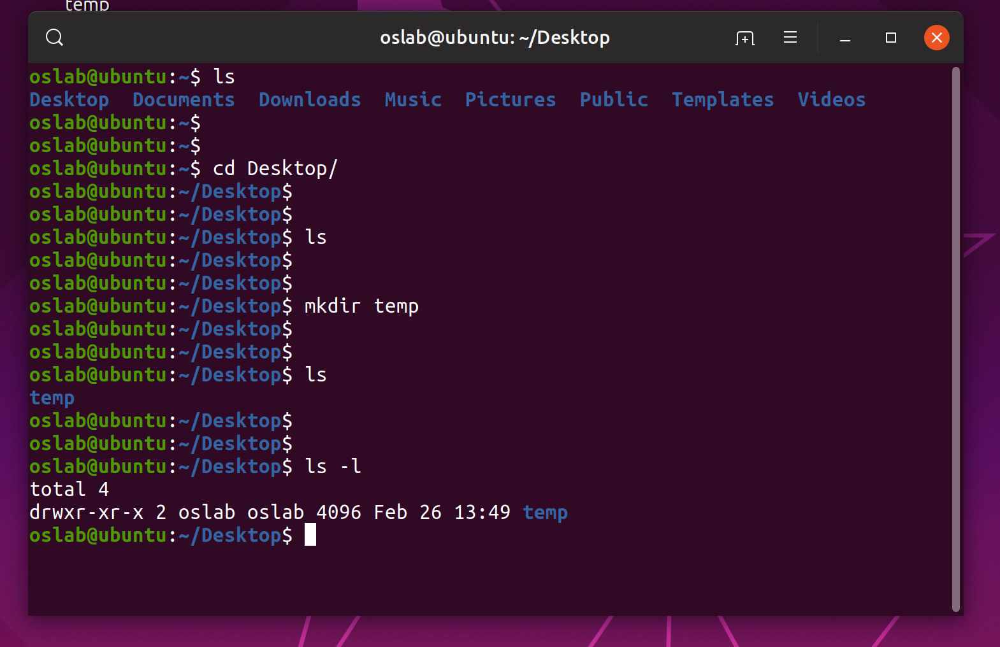 temp
oslab@ubuntu: ~/Desktop
oslab@ubuntu:~$ ls
Desktop  Documents  Downloads  Music  Pictures  Public  Templates  Videos
oslab@ubuntu:~$
oslab@ubuntu:~$
oslab@ubuntu:~$ cd Desktop/
oslab@ubuntu:~/Desktop$
oslab@ubuntu:~/Desktop$
oslab@ubuntu:~/Desktop$ ls
oslab@ubuntu:~/Desktop$
oslab@ubuntu:~/Desktop$
oslab@ubuntu:~/Desktop$ mkdir temp
oslab@ubuntu:~/Desktop$
oslab@ubuntu:~/Desktop$
oslab@ubuntu:~/Desktop$ ls
temp
oslab@ubuntu:~/Desktop$
oslab@ubuntu:~/Desktop$
oslab@ubuntu:~/Desktop$ ls -l
total 4
drwxr-xr-x 2 oslab oslab 4096 Feb 26 13:49 temp
oslab@ubuntu:~/Desktop$